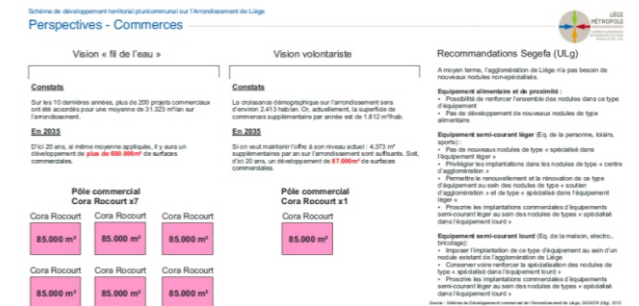 Schéma de développement territorial pluricommunal sur l'Arrondissement de Liège
Perspectives - Commerces
LIÈGE
MÉTROPOLE
Vision « fil de l'eau »
Constats
Sur les 10 dernières années, plus de 200 projets commerciaux
ont été accordés pour une moyenne de 31.323 m²/an sur
l'arrondissement.
En 2035
D'ici 20 ans, si même moyenne appliquée, il y aura un
développement de plus de 600.000m² de surfaces
commerciales.
Pôle commercial
Cora Rocourt x7
Cora Rocourt Cora Rocourt Cora Rocourt
85.000 m² 85.000 m² 85.000 m²
Cora Rocourt Cora Rocourt Cora Rocourt
85.000 m² 85.000 m² 85.000 m²
Vision volontariste
Constats
La croissance démographique sur l'arrondissement sera
d'environ 2.413 hab/an. Or, actuellement, la superficie de
commerces supplémentaire par année est de 1.812 m²/hab.
En 2035
Si on veut maintenir l'offre à son niveau actuel : 4.373 m²
supplémentaires par an sur l'arrondissement sont suffisants. Soit,
d'ici 20 ans, un développement de 87.000m² de surfaces
commerciales.
Pôle commercial
Cora Rocourt x1
Cora Rocourt
85.000 m²
Recommandations Segefa (ULg)
A moyen terme, l'agglomération de Liège n'a pas besoin de
nouveaux nodules non-spécialisés.
Equipement alimentaire et de proximité :
• Possibilité de renforcer l'ensemble des nodules dans ce type
d'équipement
• Pas de développement de nouveaux nodules de type
alimentaire
Equipement semi-courant léger (Eq. de la personne, loisirs,
sports) :
• Pas de nouveaux nodules de type « spécialisé dans
l'équipement léger »
• Privilégier les implantations dans les nodules de type « centre
d'agglomération »
• Permettre le renouvellement et la rénovation de ce type
d'équipement au sein des nodules de type « soutien
d'agglomération » et de type « spécialisé dans l'équipement
léger »
• Proscrire les implantations commerciales d'équipements
semi-courant léger au sein des nodules de types « spécialisé
dans l'équipement lourd »
Equipement semi-courant lourd (Eq. de la maison, electro.,
bricolage):
• Imposer l'implantation de ce type d'équipement au sein d'un
nodule existant de l'agglomération de Liège
• Conserver voire renforcer la spécialisation des nodules de
type « spécialisé dans l'équipement lourd »
• Proscrire les implantations commerciales d'équipements
semi-courant léger au sein des nodules de types « spécialisé
dans l'équipement lourd »